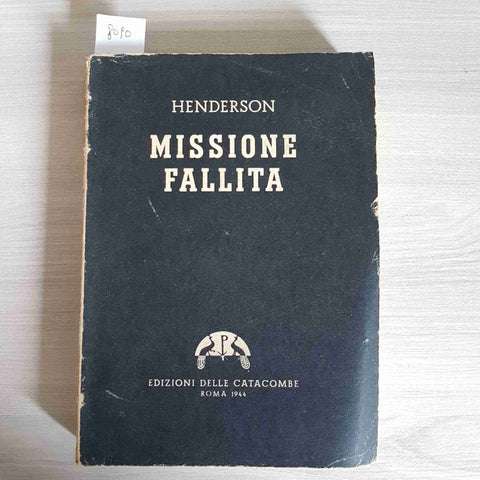 8090
HENDERSON
MISSIONE
FALLITA
P
EDIZIONI DELLE CATACOMBE
ROMA 1944